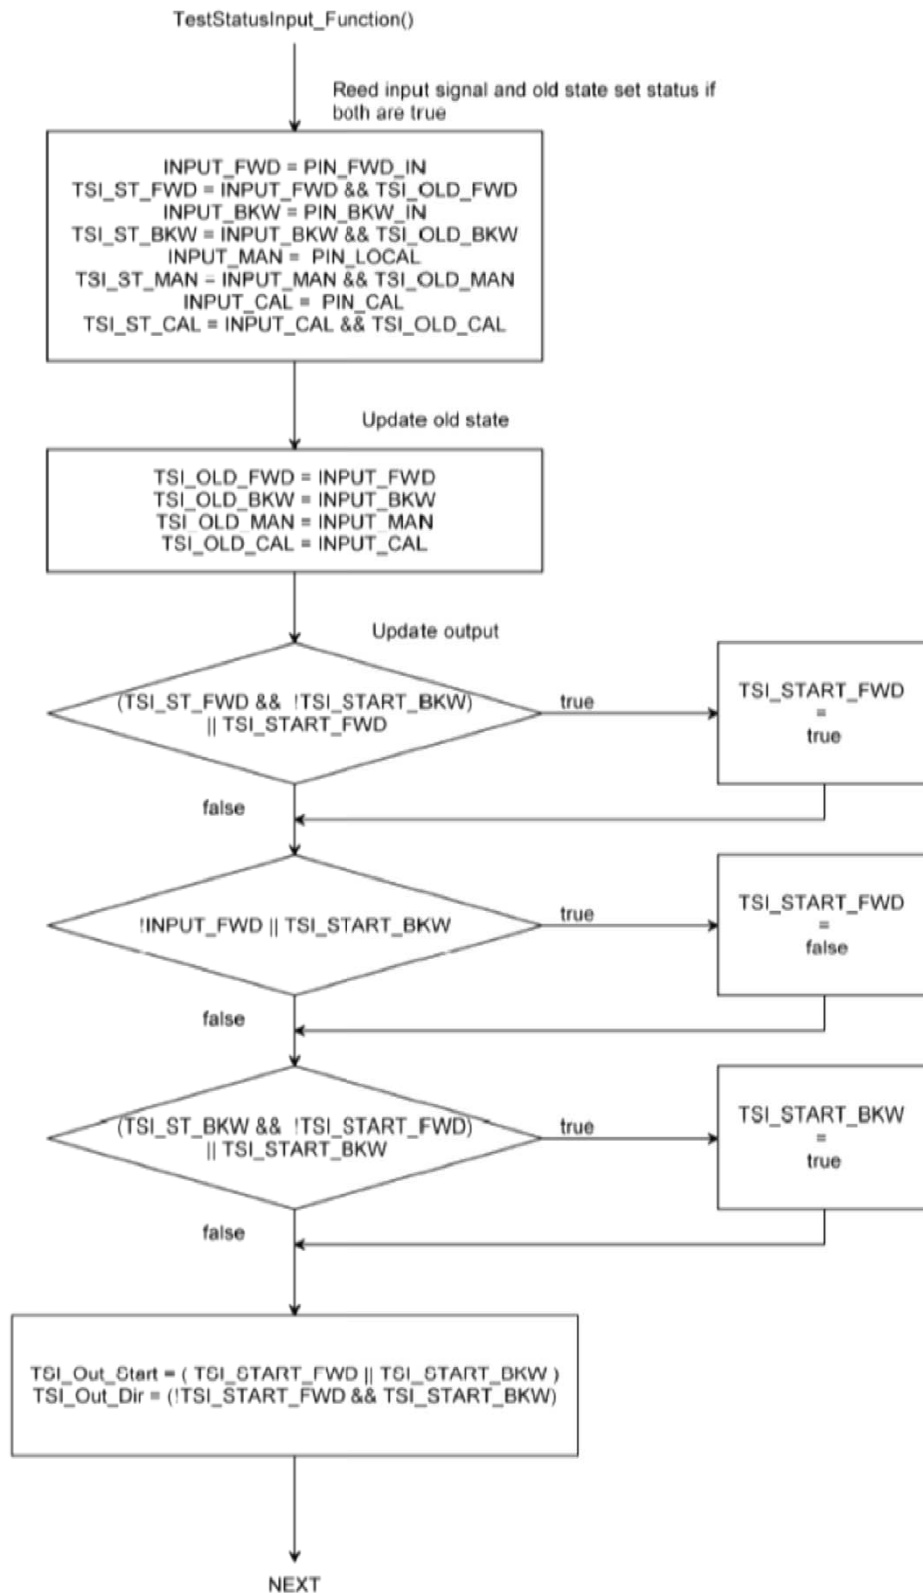 TestStatusInput_Function()
Reed input signal and old state set status if
both are true
INPUT_FWD = PIN_FWD_IN
TSI_ST_FWD = INPUT_FWD && TSI_OLD_FWD
INPUT_BKW = PIN_BKW_IN
TSI_ST_BKW = INPUT_BKW && TSI_OLD_BKW
INPUT_MAN = PIN_LOCAL
TSI_ST_MAN = INPUT_MAN && TSI_OLD_MAN
INPUT_CAL = PIN_CAL
TSI_ST_CAL = INPUT_CAL && TSI_OLD_CAL
Update old state
TSI_OLD_FWD = INPUT_FWD
TSI_OLD_BKW = INPUT_BKW
TSI_OLD_MAN = INPUT_MAN
TSI_OLD_CAL = INPUT_CAL
Update output
(TSI_ST_FWD && !TSI_START_BKW)
|| TSI_START_FWD
true
TSI_START_FWD
=
true
false
!INPUT_FWD || TSI_START_BKW
true
TSI_START_FWD
=
false
false
(TSI_ST_BKW && !TSI_START_FWD)
|| TSI_START_BKW
true
TSI_START_BKW
=
true
false
TSI_Out_Start = ( TSI_START_FWD || TSI_START_BKW )
TSI_Out_Dir = (!TSI_START_FWD && TSI_START_BKW)
NEXT